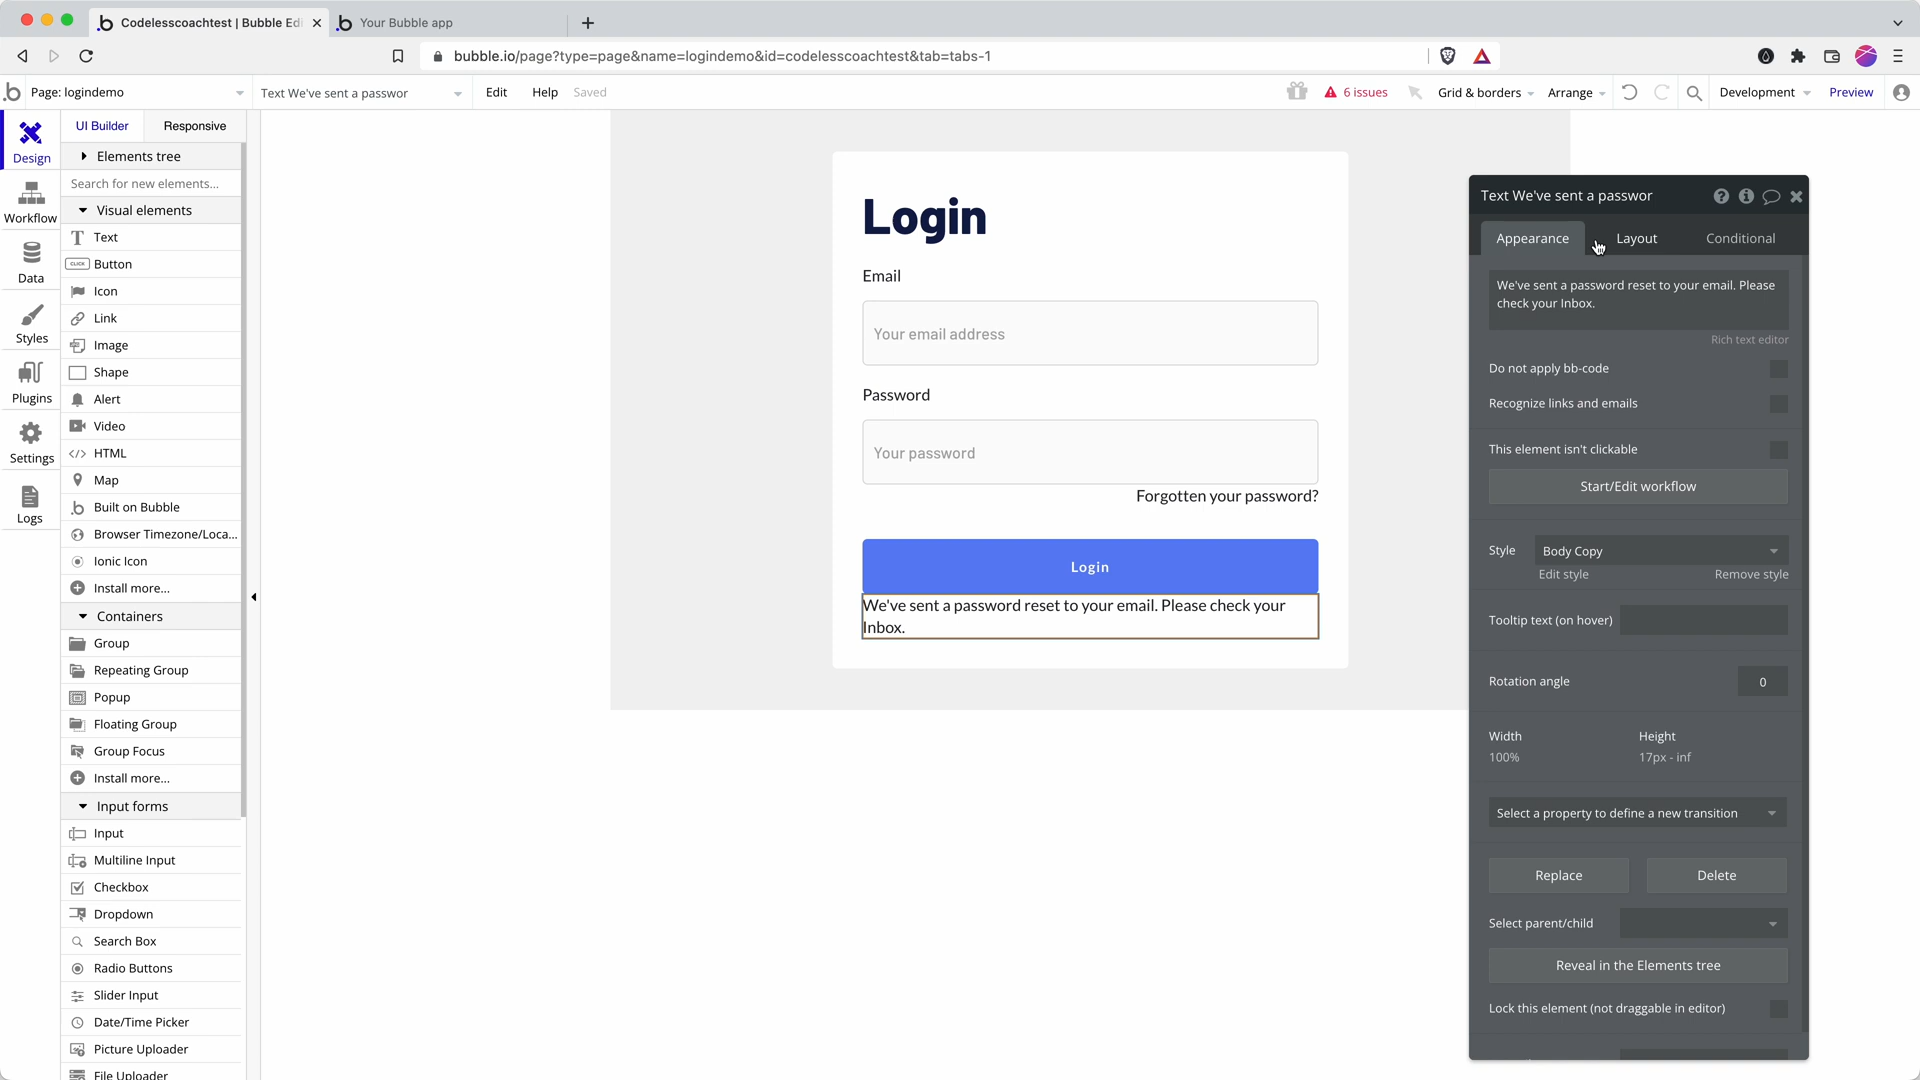 Codelesscoachtest | Bubble Edi
Your Bubble app
bubble.io/page?type=page&name=logindemo&id=codelesscoachtest&tab=tabs-1
Page: logindemo
Text We've sent a passwor
Edit
Help
Saved
6 issues
Grid & borders
Arrange
Development
Preview
Design
Workflow
Data
Styles
Plugins
Settings
Logs
UI Builder
Responsive
Elements tree
Search for new elements...
Visual elements
Text
CLICK
Button
Icon
Link
Image
Shape
Alert
Video
HTML
Map
Built on Bubble
Browser Timezone/Loca...
Ionic Icon
Install more...
Containers
Group
Repeating Group
Popup
Floating Group
Group Focus
Install more...
Input forms
Input
Multiline Input
Checkbox
Dropdown
Search Box
Radio Buttons
Slider Input
Date/Time Picker
Picture Uploader
File Uploader
Login
Email
Your email address
Password
Your password
Forgotten your password?
Login
We've sent a password reset to your email. Please check your
Inbox.
Text We've sent a passwor
Appearance
Layout
Conditional
We've sent a password reset to your email. Please
check your Inbox.
Rich text editor
Do not apply bb-code
Recognize links and emails
This element isn't clickable
Start/Edit workflow
Style
Body Copy
Edit style
Remove style
Tooltip text (on hover)
Rotation angle
0
Width
Height
100%
17px - inf
Select a property to define a new transition
Replace
Delete
Select parent/child
Reveal in the Elements tree
Lock this element (not draggable in editor)